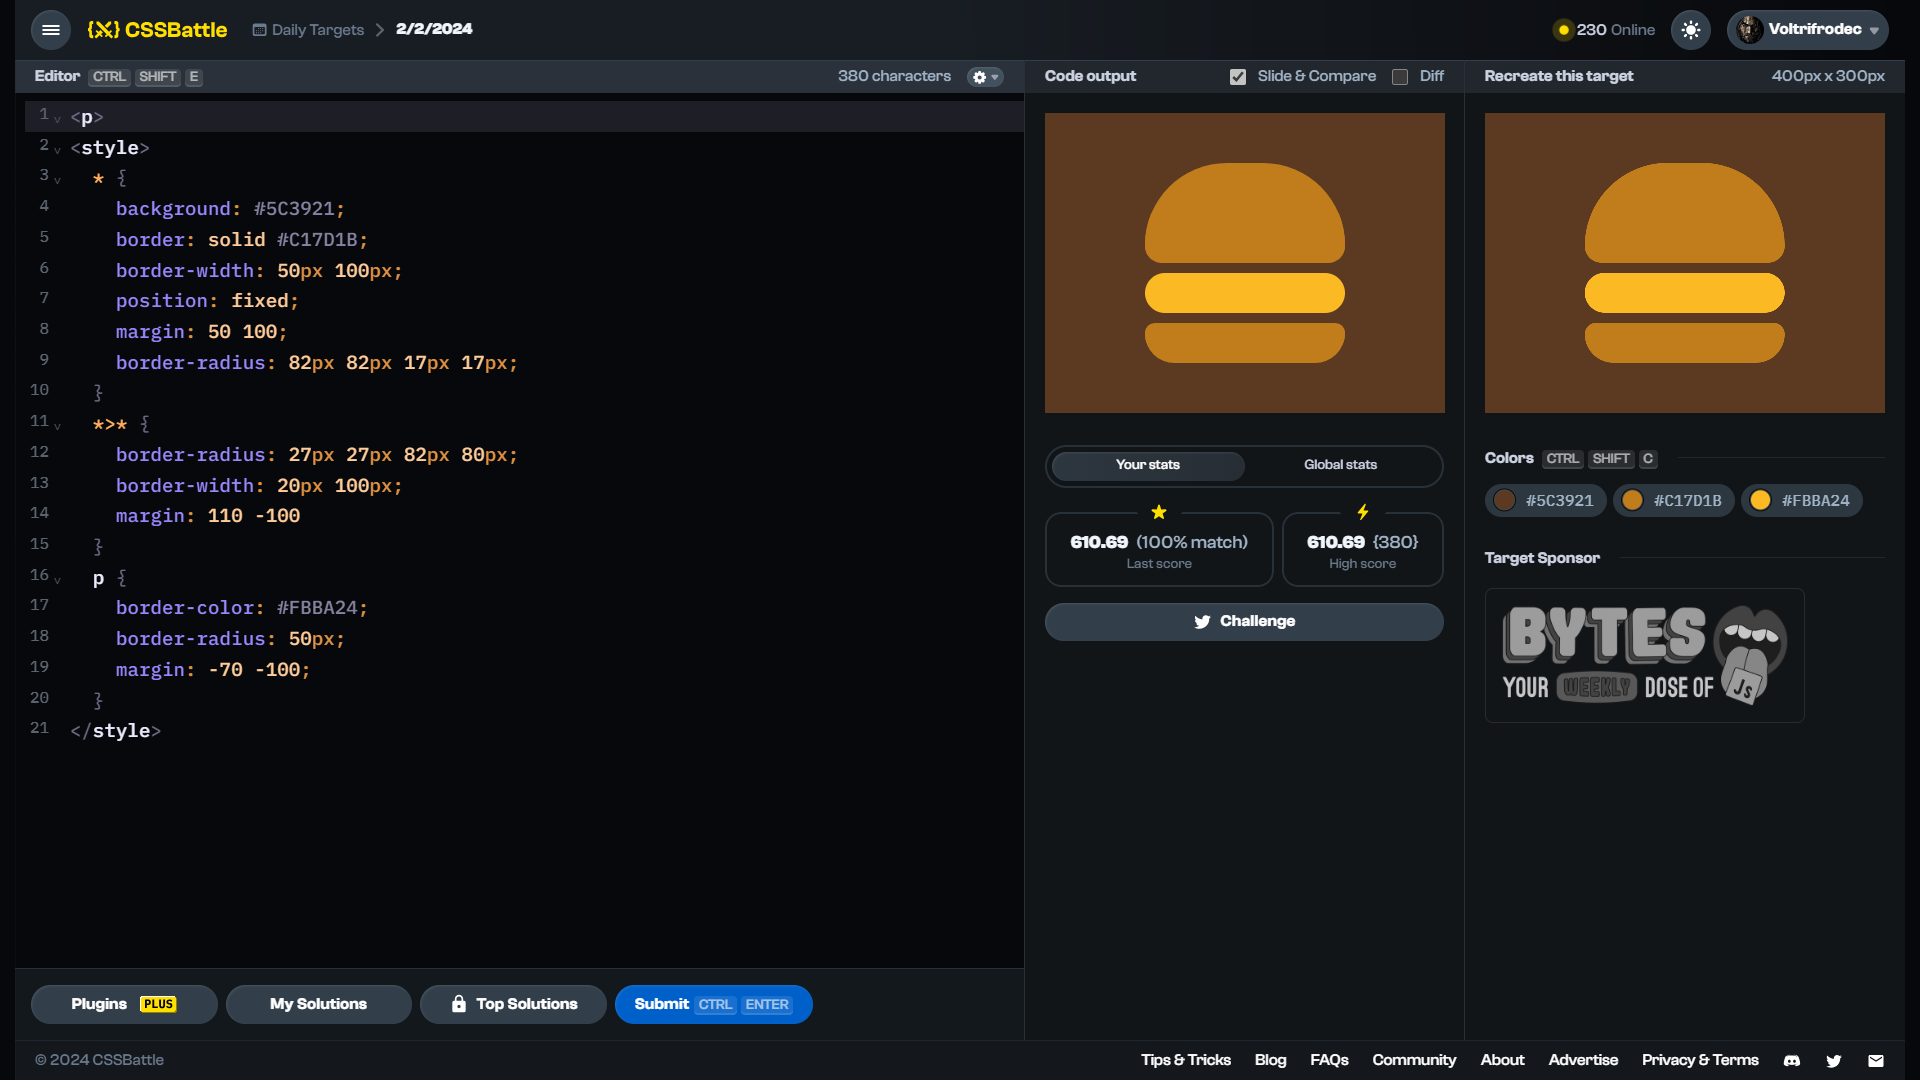 CSSBattle
Daily Targets
2/2/2024
230 Online
Voltrifrodec
Editor CTRL SHIFT E
380 characters
Code output
Slide & Compare
Diff
Recreate this target
400px x 300px
1 <p>
2 <style>
3 * {
4 background: #5C3921;
5 border: solid #C17D1B;
6 border-width: 50px 100px;
7 position: fixed;
8 margin: 50 100;
9 border-radius: 82px 82px 17px 17px;
10 }
11 *>* {
12 border-radius: 27px 27px 82px 80px;
13 border-width: 20px 100px;
14 margin: 110 -100
15 }
16 p {
17 border-color: #FBBA24;
18 border-radius: 50px;
19 margin: -70 -100;
20 }
21 </style>
Your stats
Global stats
610.69 (100% match)
Last score
610.69 {380}
High score
Challenge
Colors CTRL SHIFT C
#5C3921
#C17D1B
#FBBA24
Target Sponsor
BYTES
YOUR WEEKLY DOSE OF JS
Plugins PLUS
My Solutions
Top Solutions
Submit CTRL ENTER
© 2024 CSSBattle
Tips & Tricks
Blog
FAQs
Community
About
Advertise
Privacy & Terms